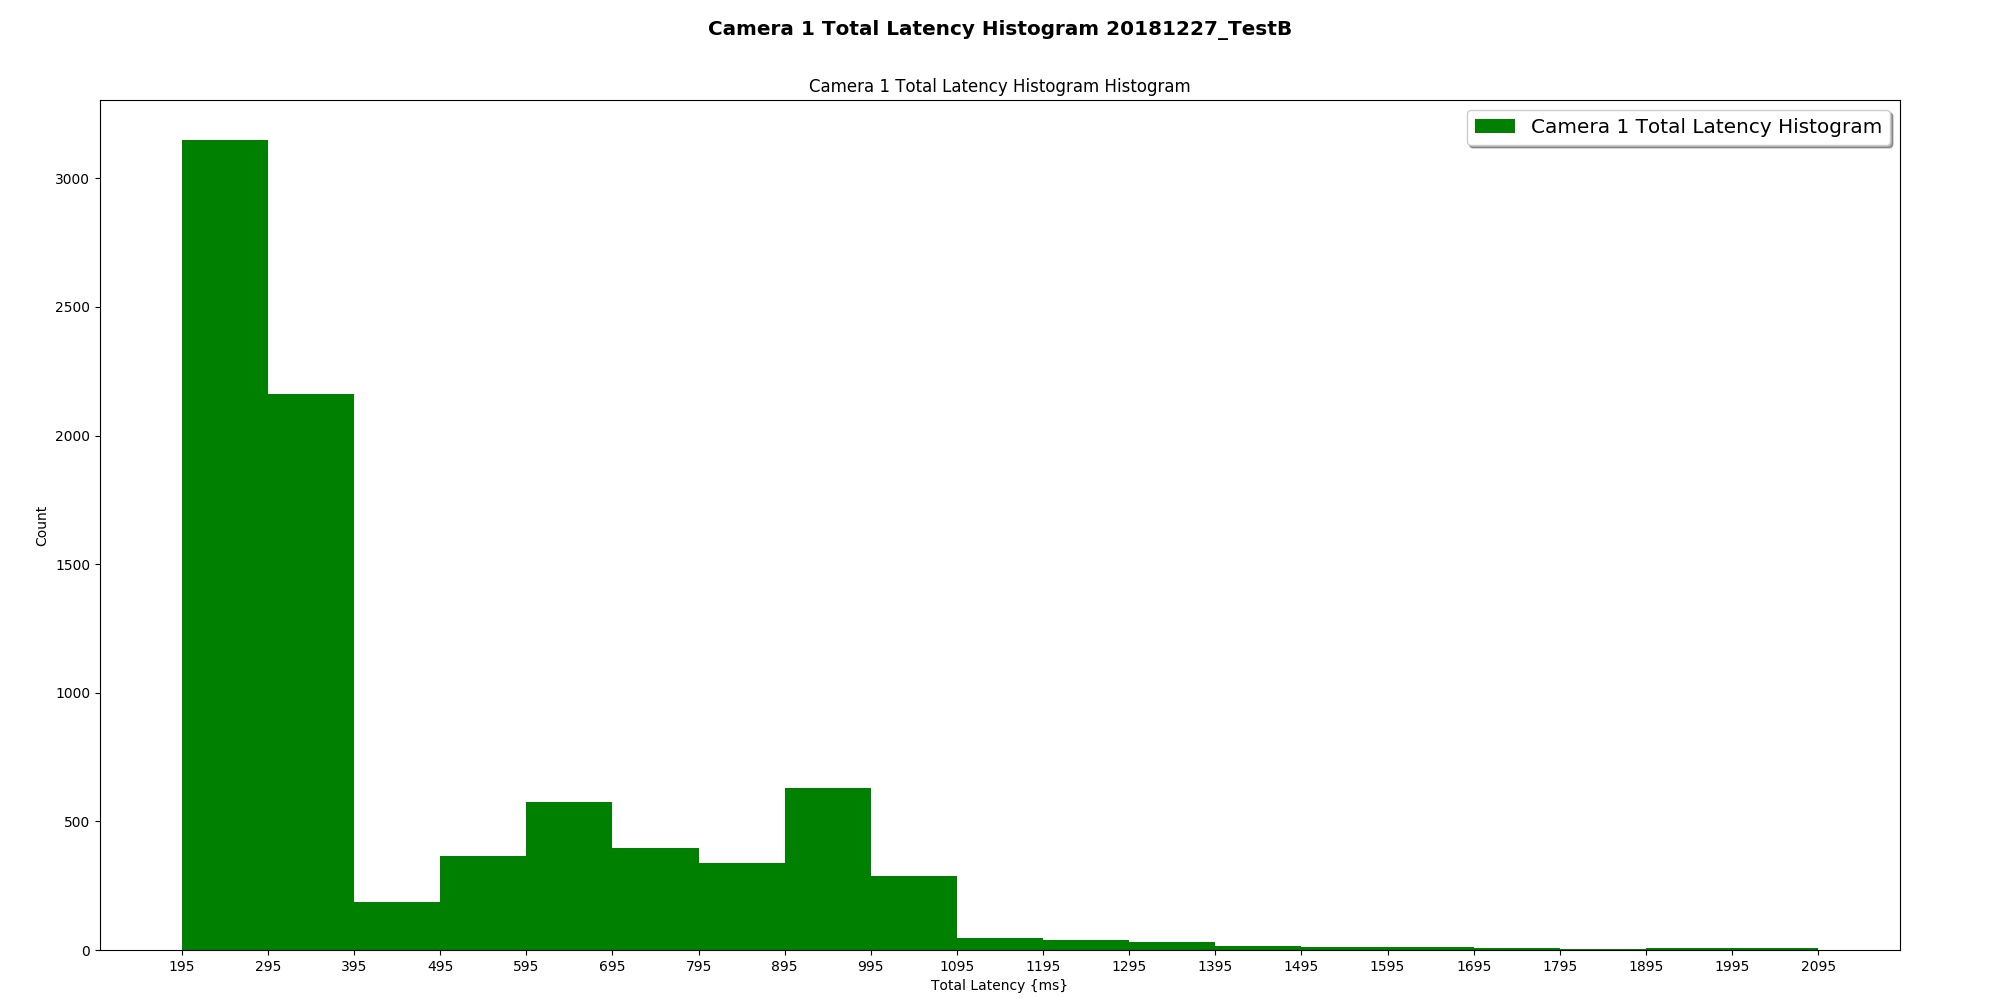 Camera 1 Total Latency Histogram 20181227_TestB
Camera 1 Total Latency Histogram Histogram
Camera 1 Total Latency Histogram
3000
2500
2000
1500
1000
500
0
Count
195 295 395 495 595 695 795 895 995 1095 1195 1295 1395 1495 1595 1695 1795 1895 1995 2095
Total Latency {ms}